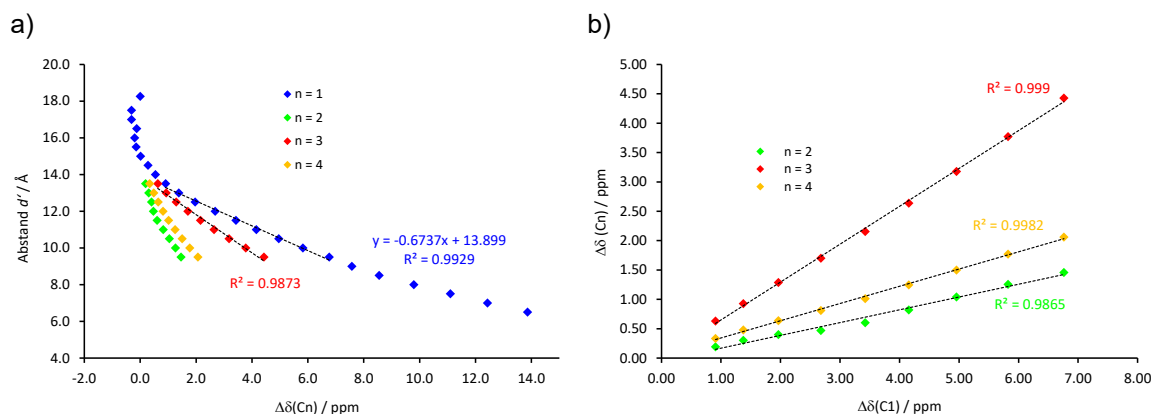 a)
20.0
18.0
16.0
14.0
12.0
10.0
8.0
6.0
4.0
Abstand d′ / Å
n = 1
n = 2
n = 3
n = 4
y = -0.6737x + 13.899
R² = 0.9929
R² = 0.9873
-2.0 0.0 2.0 4.0 6.0 8.0 10.0 12.0 14.0
Δδ(Cn) / ppm
b)
5.00
4.50
4.00
3.50
3.00
2.50
2.00
1.50
1.00
0.50
0.00
Δδ (Cn) / ppm
n = 2
n = 3
n = 4
R² = 0.999
R² = 0.9982
R² = 0.9865
0.00 1.00 2.00 3.00 4.00 5.00 6.00 7.00 8.00
Δδ(C1) / ppm